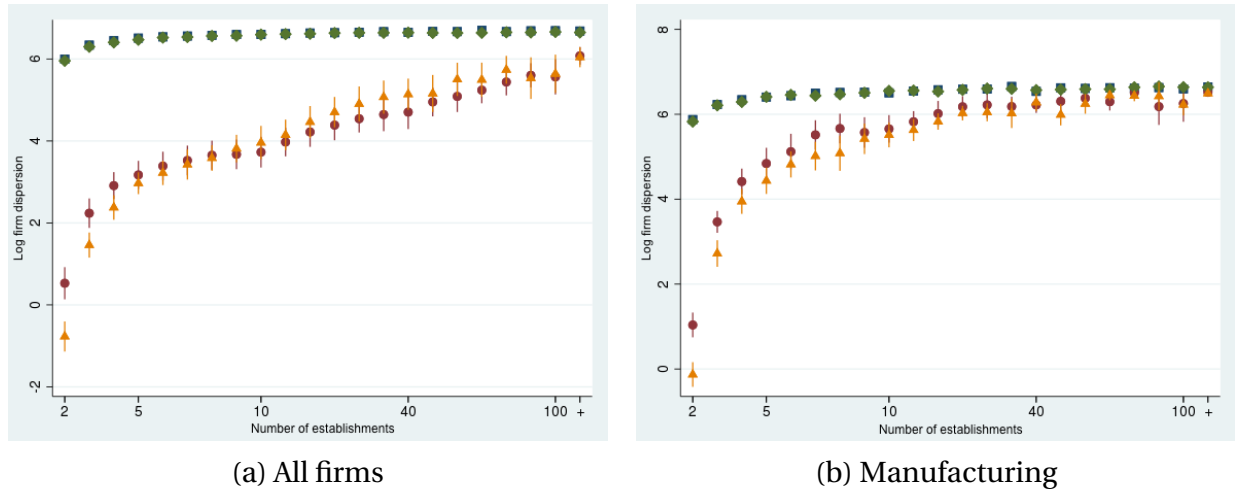 Log firm dispersion
6
4
2
0
-2
2 5 10 40 100 +
Number of establishments
(a) All firms
Log firm dispersion
8
6
4
2
0
2 5 10 40 100 +
Number of establishments
(b) Manufacturing